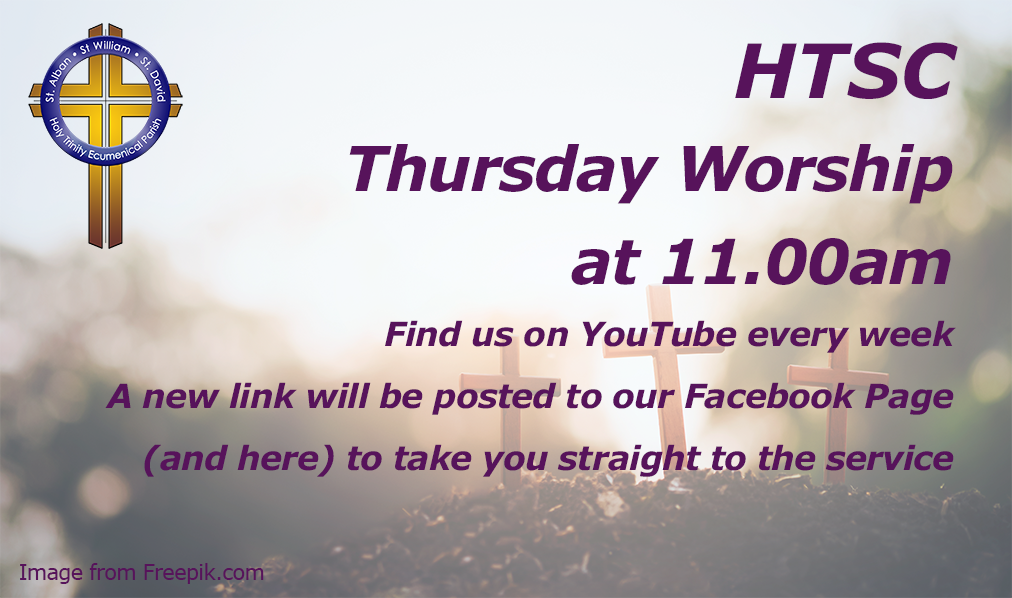 St. Alban • St William • St. David
Holy Trinity Ecumenical Parish
HTSC
Thursday Worship
at 11.00am
Find us on YouTube every week
A new link will be posted to our Facebook Page
(and here) to take you straight to the service
Image from Freepik.com